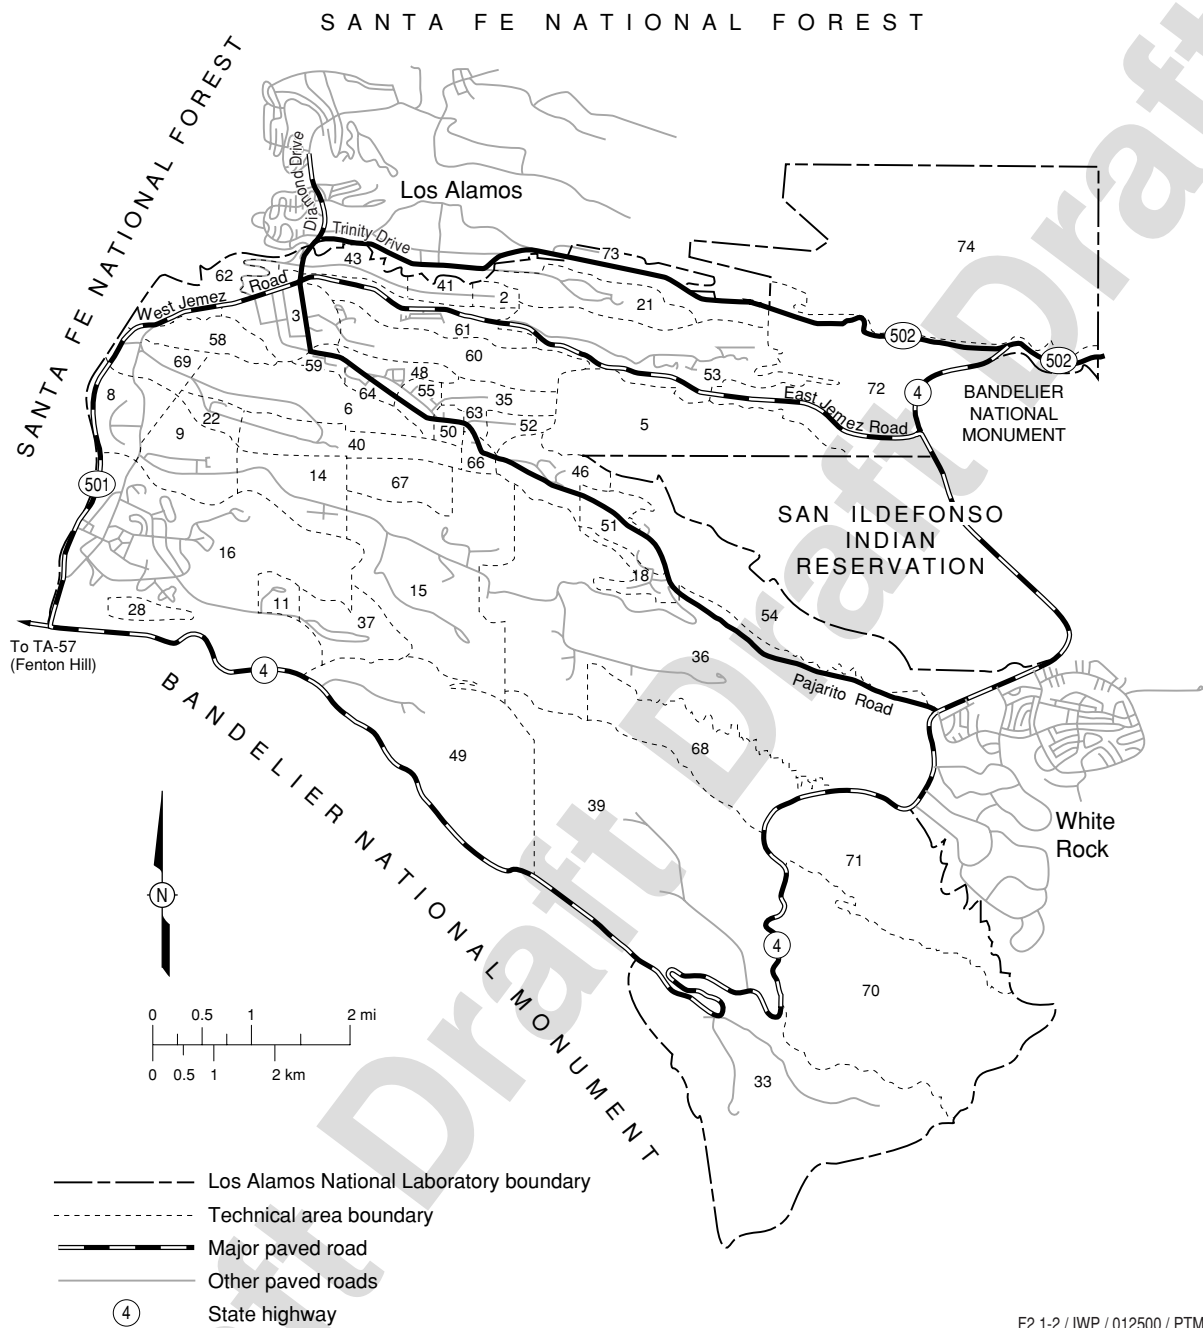 SANTA FE NATIONAL FOREST
SANTA FE NATIONAL FOREST
Diamond Drive
Los Alamos
Trinity Drive
74
73
43
62
41
2
21
West Jemez Road
3
61
502
502
58
60
59
69
48
53
72
4
BANDELIER
NATIONAL
MONUMENT
8
64
55
35
East Jemez Road
22
6
63
9
50
52
5
40
66
46
14
67
501
51
SAN ILDEFONSO
INDIAN
RESERVATION
16
18
15
11
28
37
54
To TA-57
(Fenton Hill)
36
4
Pajarito Road
BANDELIER NATIONAL MONUMENT
49
68
39
White
Rock
71
N
4
70
0 0.5 1 2 mi
0 0.5 1 2 km
33
Los Alamos National Laboratory boundary
Technical area boundary
Major paved road
Other paved roads
4 State highway
F2.1-2 / IWP / 012500 / PTM
Draft
Draft
Draft
Draft